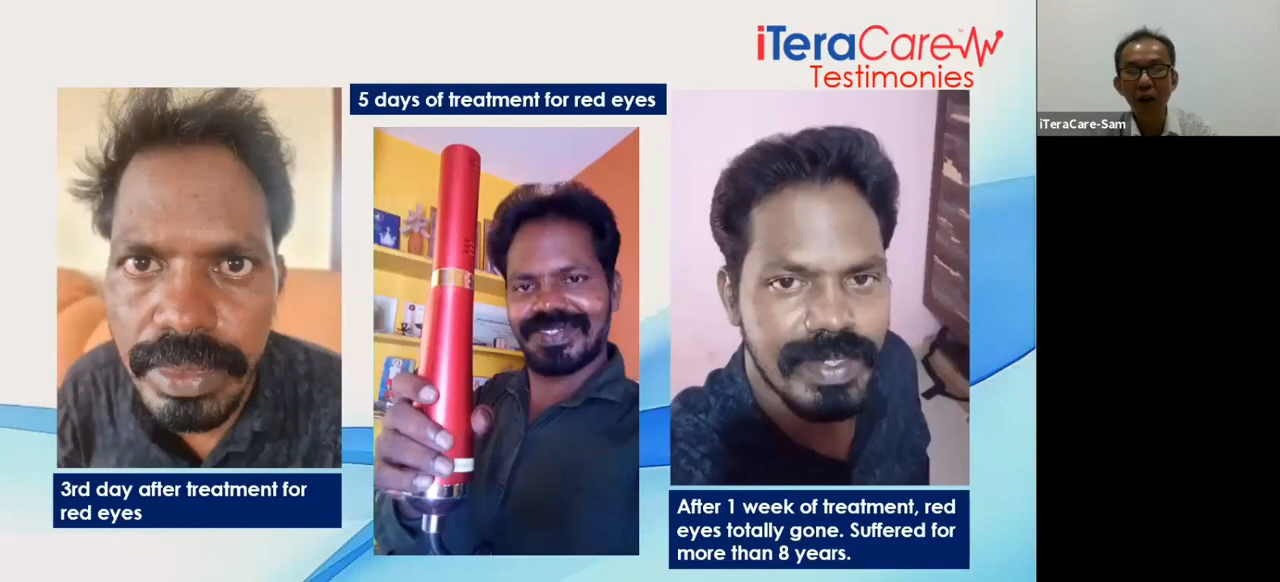 iTeraCare
Testimonies
5 days of treatment for red eyes
iTeraCare-Sam
3rd day after treatment for
red eyes
After 1 week of treatment, red
eyes totally gone. Suffered for
more than 8 years.